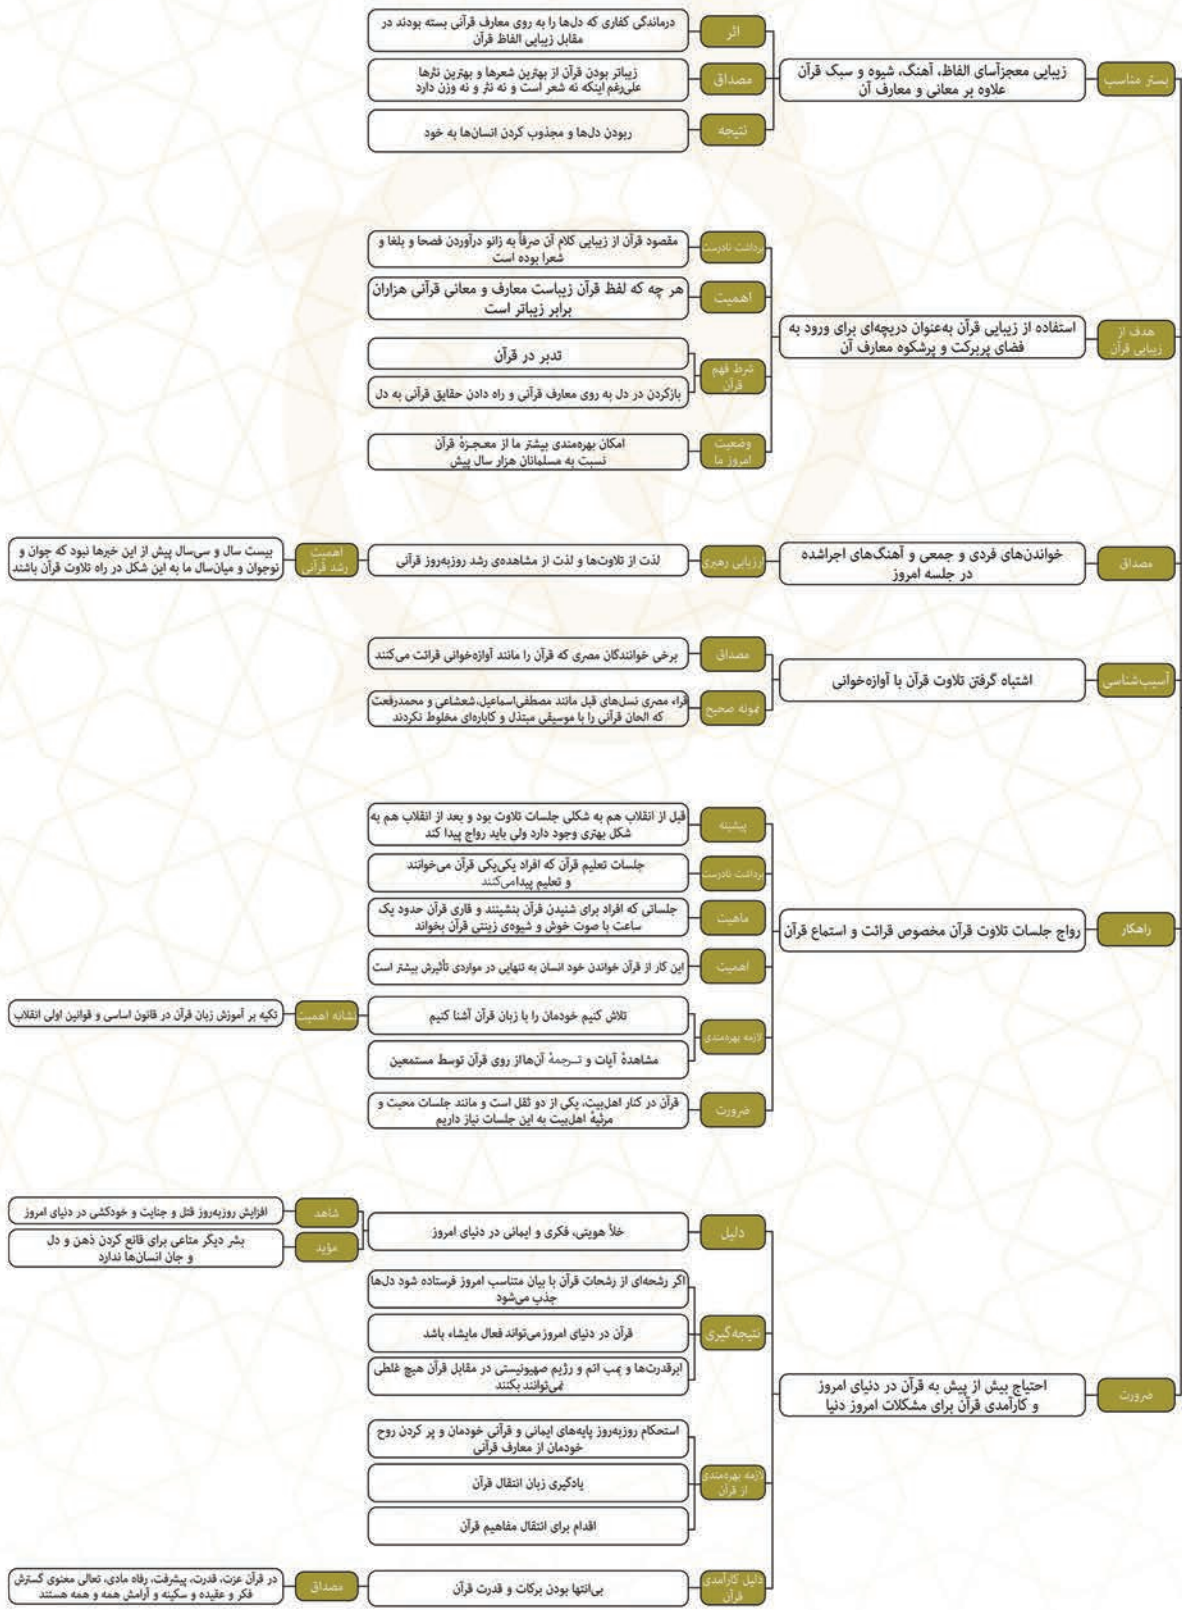 بستر مناسب
زیبایی معجزآسای الفاظ، آهنگ، شیوه و سبک قرآن
علاوه بر معانی و معارف آن
اثر
درماندگی کفاری که دل‌ها را به روی معارف قرآنی بسته بودند در
مقابل زیبایی الفاظ قرآن
مصداق
زیباتر بودن قرآن از بهترین شعرها و بهترین نثرها
علی‌رغم اینکه نه شعر است و نه نثر و نه وزن دارد
نتیجه
ربودن دل‌ها و مجذوب کردن انسان‌ها به خود
هدف از
زیبایی قرآن
استفاده از زیبایی قرآن به‌عنوان دریچه‌ای برای ورود به
فضای پربرکت و پرشکوه معارف آن
برداشت نادرست
مقصود قرآن از زیبایی کلام آن صرفاً به زانو درآوردن فصحا و بلغا و
شعرا بوده است
اهمیت
هر چه که لفظ قرآن زیباست معارف و معانی قرآنی هزاران
برابر زیباتر است
شرط فهم
قرآن
تدبر در قرآن
بازکردن در دل به روی معارف قرآنی و راه دادن حقایق قرآنی به دل
وضعیت
امروز ما
امکان بهره‌مندی بیشتر ما از معجزهٔ قرآن
نسبت به مسلمانان هزار سال پیش
مصداق
خواندن‌های فردی و جمعی و آهنگ‌های اجراشده
در جلسه امروز
ارزیابی رهبری
لذت از تلاوت‌ها و لذت از مشاهده‌ی رشد روزبه‌روز قرآنی
اهمیت
رشد قرآنی
بیست سال و سی‌سال پیش از این خبرها نبود که جوان و
نوجوان و میان‌سال ما به این شکل در راه تلاوت قرآن باشند
آسیب‌شناسی
اشتباه گرفتن تلاوت قرآن با آوازه‌خوانی
مصداق
برخی خوانندگان مصری که قرآن را مانند آوازه‌خوانی قرائت می‌کنند
نمونه صحیح
قراء مصری نسل‌های قبل مانند مصطفی‌اسماعیل،شعشاعی و محمدرفعت
که الحان قرآنی را با موسیقی مبتذل و کاباره‌ای مخلوط نکردند
راهکار
رواج جلسات تلاوت قرآن مخصوص قرائت و استماع قرآن
پیشینه
قبل از انقلاب هم به شکلی جلسات تلاوت بود و بعد از انقلاب هم به
شکل بهتری وجود دارد ولی باید رواج پیدا کند
برداشت نادرست
جلسات تعلیم قرآن که افراد یکی‌یکی قرآن می‌خوانند
و تعلیم پیدامی‌کنند
ماهیت
جلساتی که افراد برای شنیدن قرآن بنشینند و قاری قرآن حدود یک
ساعت با صوت خوش و شیوه‌ی زینتی قرآن بخواند
اهمیت
این کار از قرآن خواندن خود انسان به تنهایی در مواردی تأثیرش بیشتر است
لازمه بهره‌مندی
تلاش کنیم خودمان را با زبان قرآن آشنا کنیم
نشانه اهمیت
تکیه بر آموزش زبان قرآن در قانون اساسی و قوانین اولی انقلاب
مشاهدهٔ آیات و ترجمهٔ آن‌هااز روی قرآن توسط مستمعین
ضرورت
قرآن در کنار اهل‌بیت، یکی از دو ثقل است و مانند جلسات محبت و
مرثیهٔ اهل‌بیت به این جلسات نیاز داریم
ضرورت
احتیاج بیش از پیش به قرآن در دنیای امروز
و کارآمدی قرآن برای مشکلات امروز دنیا
دلیل
خلأ هویتی، فکری و ایمانی در دنیای امروز
شاهد
افزایش روزبه‌روز قتل و جنایت و خودکشی در دنیای امروز
مؤید
بشر دیگر متاعی برای قانع کردن ذهن و دل
و جان انسان‌ها ندارد
نتیجه‌گیری
اگر رشحه‌ای از رشحات قرآن با بیان متناسب امروز فرستاده شود دل‌ها
جذب می‌شود
قرآن در دنیای امروزمی‌تواند فعال مایشاء باشد
ابرقدرت‌ها و بمب اتم و رژیم صهیونیستی در مقابل قرآن هیچ غلطی
نمی‌توانند بکنند
لازمه بهره‌مندی
از قرآن
استحکام روزبه‌روز پایه‌های ایمانی و قرآنی خودمان و پر کردن روح
خودمان از معارف قرآنی
یادگیری زبان انتقال قرآن
اقدام برای انتقال مفاهیم قرآن
دلیل کارآمدی
قرآن
بی‌انتها بودن برکات و قدرت قرآن
مصداق
در قرآن عزت، قدرت، پیشرفت، رفاه مادی، تعالی معنوی گسترش
فکر و عقیده و سکینه و آرامش همه و همه هستند